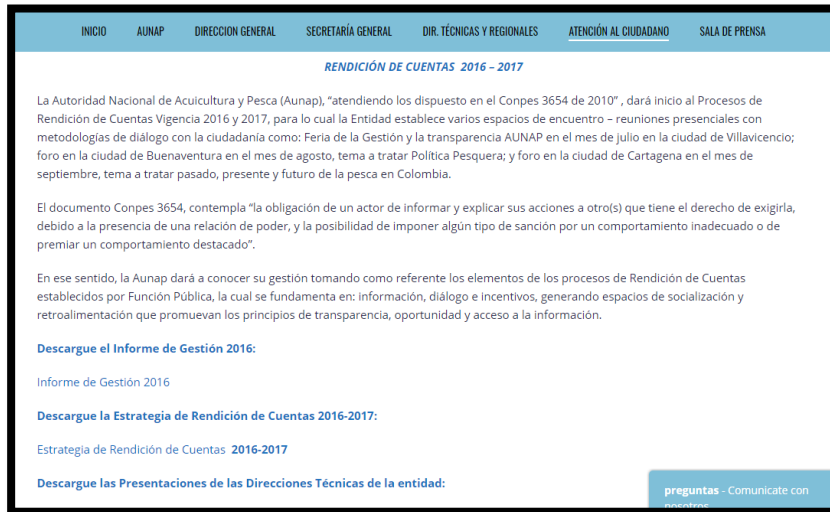 INICIO AUNAP DIRECCION GENERAL SECRETARÍA GENERAL DIR. TÉCNICAS Y REGIONALES ATENCIÓN AL CIUDADANO SALA DE PRENSA
RENDICIÓN DE CUENTAS 2016 – 2017
La Autoridad Nacional de Acuicultura y Pesca (Aunap), “atendiendo los dispuesto en el Conpes 3654 de 2010” , dará inicio al Procesos de
Rendición de Cuentas Vigencia 2016 y 2017, para lo cual la Entidad establece varios espacios de encuentro – reuniones presenciales con
metodologías de diálogo con la ciudadanía como: Feria de la Gestión y la transparencia AUNAP en el mes de julio en la ciudad de Villavicencio;
foro en la ciudad de Buenaventura en el mes de agosto, tema a tratar Política Pesquera; y foro en la ciudad de Cartagena en el mes de
septiembre, tema a tratar pasado, presente y futuro de la pesca en Colombia.
El documento Conpes 3654, contempla “la obligación de un actor de informar y explicar sus acciones a otro(s) que tiene el derecho de exigirla,
debido a la presencia de una relación de poder, y la posibilidad de imponer algún tipo de sanción por un comportamiento inadecuado o de
premiar un comportamiento destacado”.
En ese sentido, la Aunap dará a conocer su gestión tomando como referente los elementos de los procesos de Rendición de Cuentas
establecidos por Función Pública, la cual se fundamenta en: información, diálogo e incentivos, generando espacios de socialización y
retroalimentación que promuevan los principios de transparencia, oportunidad y acceso a la información.
Descargue el Informe de Gestión 2016:
Informe de Gestión 2016
Descargue la Estrategia de Rendición de Cuentas 2016-2017:
Estrategia de Rendición de Cuentas 2016-2017
Descargue las Presentaciones de las Direcciones Técnicas de la entidad:
preguntas - Comunicate con
nosotros